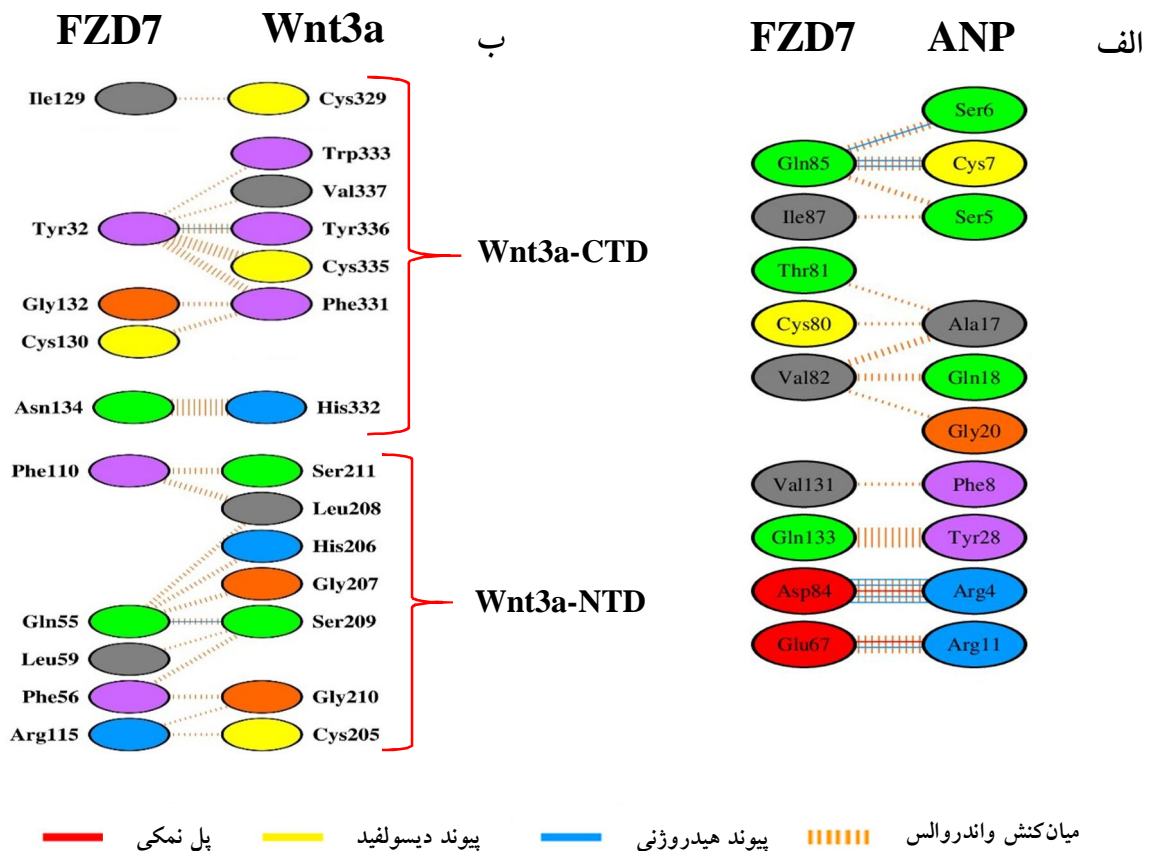 FZD7 Wnt3a ب
Ile129 Cys329
Trp333
Val337
Tyr32 Tyr336
Cys335
Gly132 Phe331
Cys130
Asn134 His332
Wnt3a-CTD
Phe110 Ser211
Leu208
His206
Gly207
Gln55 Ser209
Leu59
Phe56 Gly210
Arg115 Cys205
Wnt3a-NTD
FZD7 ANP الف
Ser6
Gln85 Cys7
Ile87 Ser5
Thr81
Cys80 Ala17
Val82 Gln18
Gly20
Val131 Phe8
Gln133 Tyr28
Asp84 Arg4
Glu67 Arg11
میان‌کنش واندروالس پیوند هیدروژنی پیوند دیسولفید پل نمکی